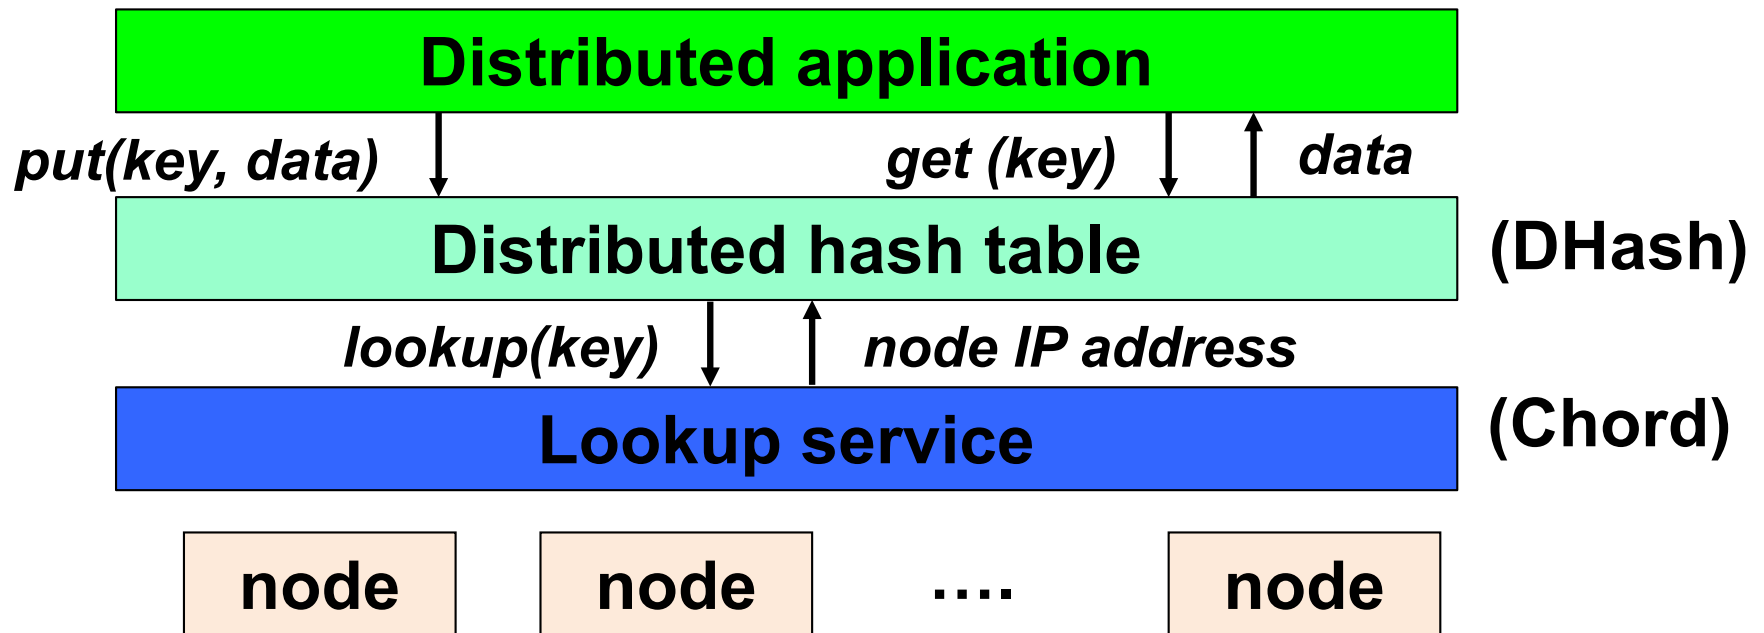 Distributed application
put(key, data)
get (key)
data
Distributed hash table
(DHash)
lookup(key)
node IP address
Lookup service
(Chord)
node
node
....
node